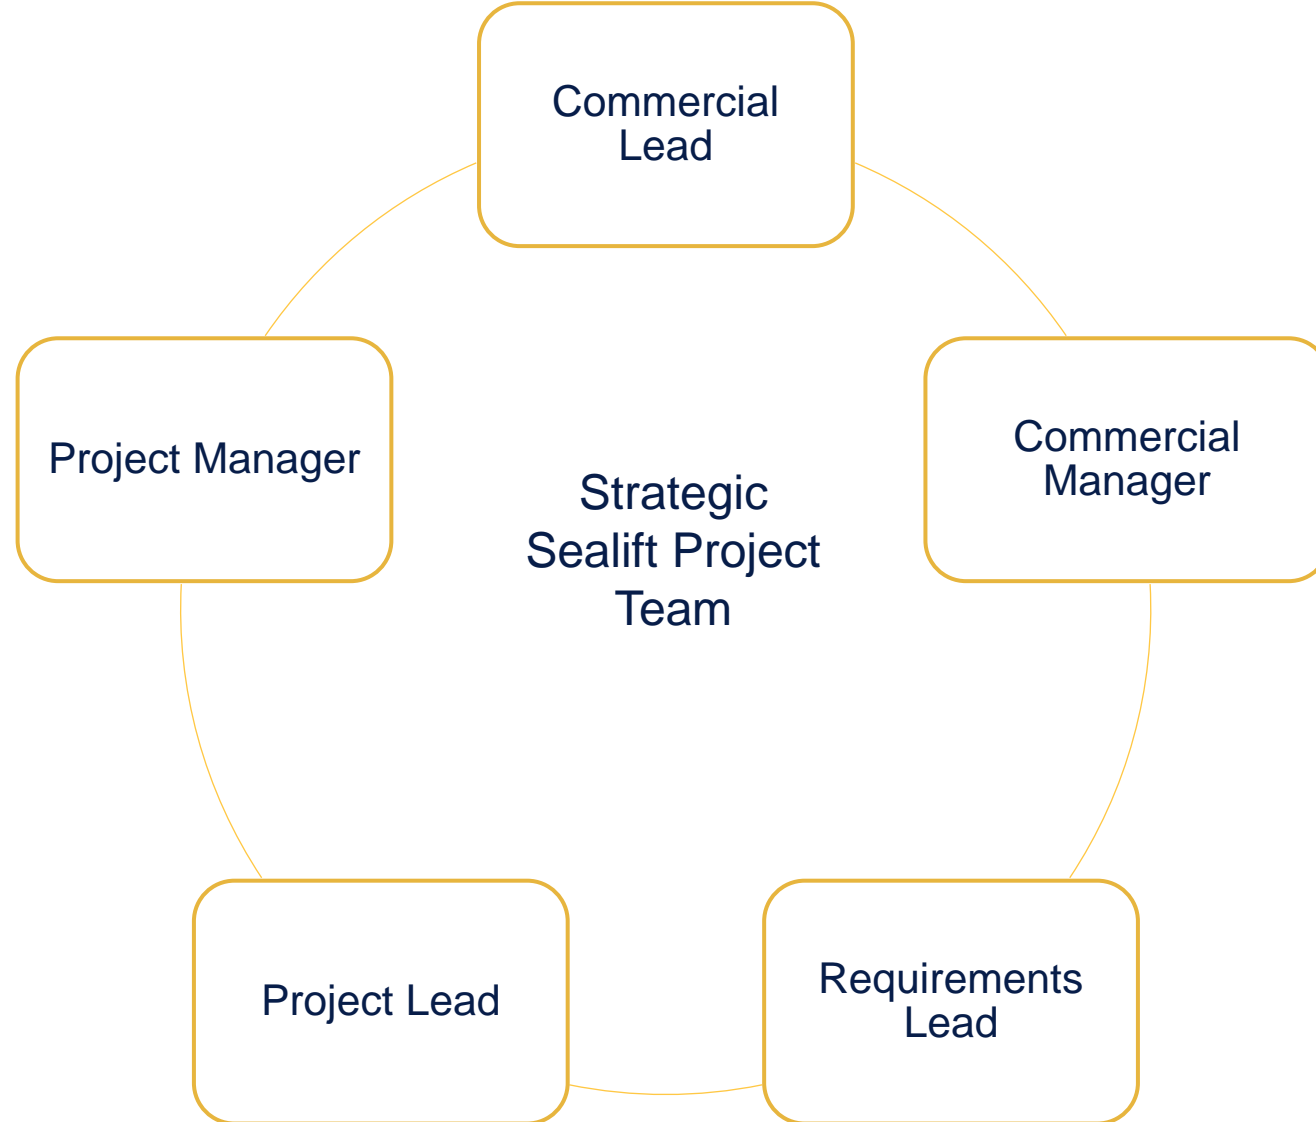 Commercial
Lead
Project Manager
Commercial
Manager
Strategic
Sealift Project
Team
Project Lead
Requirements
Lead